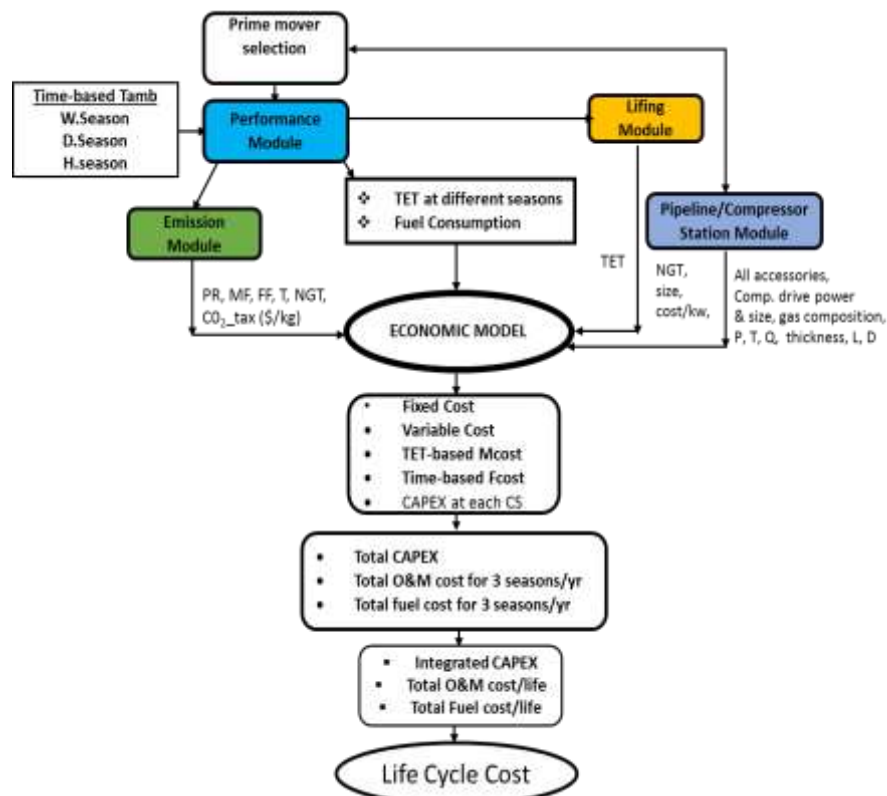 Prime mover
selection
Time-based Tamb
W.Season
D.Season
H.season
Performance
Module
Lifing
Module
❖ TET at different seasons
❖ Fuel Consumption
Emission
Module
Pipeline/Compressor
Station Module
PR, MF, FF, T, NGT,
C0₂_tax ($/kg)
TET
NGT,
size,
cost/kw,
All accessories,
Comp. drive power
& size, gas composition,
P, T, Q, thickness, L, D
ECONOMIC MODEL
• Fixed Cost
• Variable Cost
• TET-based Mcost
• Time-based Fcost
• CAPEX at each CS
• Total CAPEX
• Total O&M cost for 3 seasons/yr
• Total fuel cost for 3 seasons/yr
▪ Integrated CAPEX
▪ Total O&M cost/life
▪ Total Fuel cost/life
Life Cycle Cost